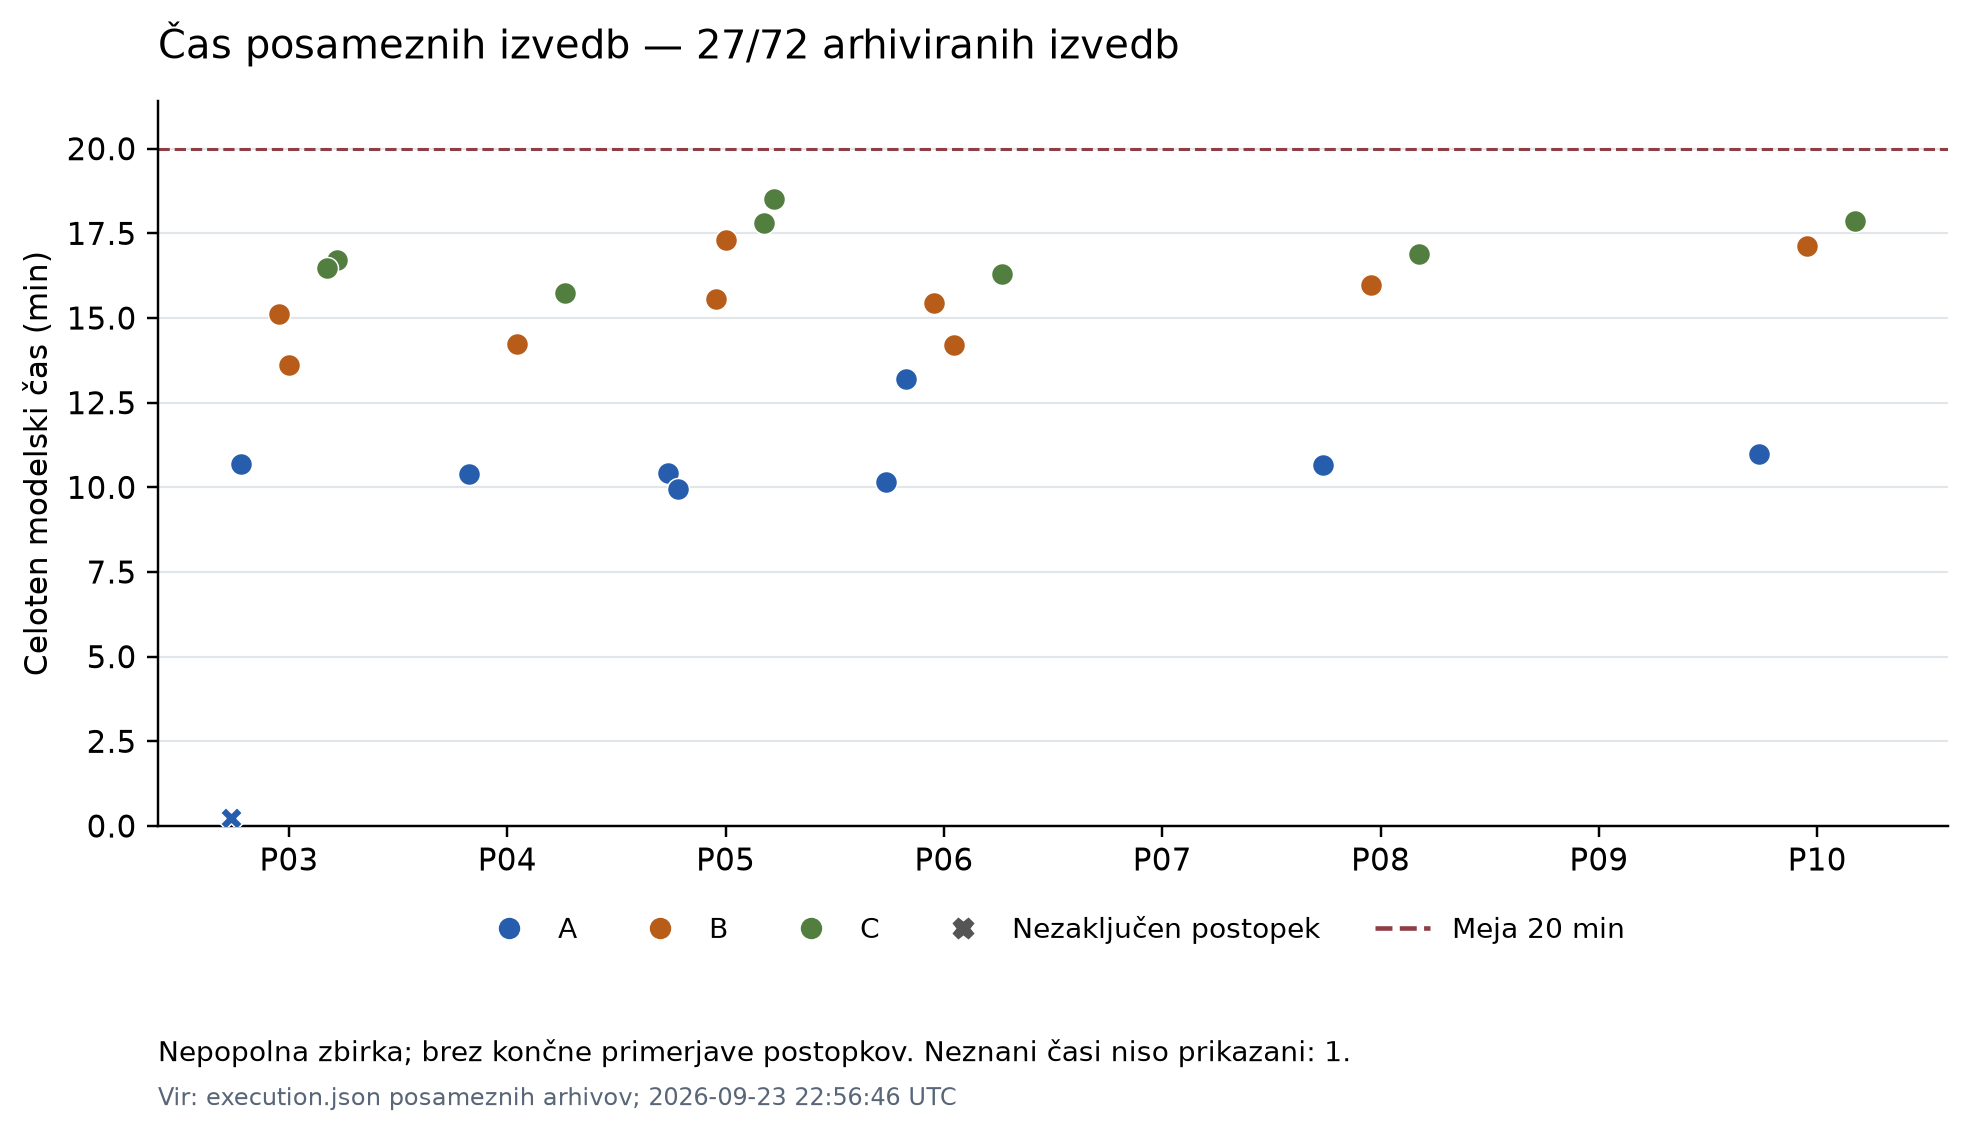 Čas posameznih izvedb — 27/72 arhiviranih izvedb
Celoten modelski čas (min)
20.0
17.5
15.0
12.5
10.0
7.5
5.0
2.5
0.0
P03 P04 P05 P06 P07 P08 P09 P10
A B C Nezaključen postopek Meja 20 min
Nepopolna zbirka; brez končne primerjave postopkov. Neznani časi niso prikazani: 1.
Vir: execution.json posameznih arhivov; 2026-09-23 22:56:46 UTC